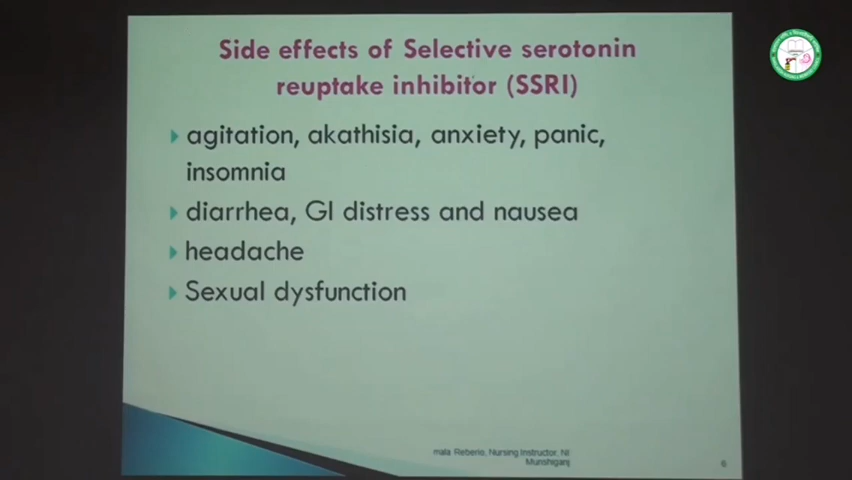 Side effects of Selective serotonin
reuptake inhibitor (SSRI)
agitation, akathisia, anxiety, panic,
insomnia
diarrhea, GI distress and nausea
headache
Sexual dysfunction
mala Reberio, Nursing Instructor, NI
Munshiganj
6